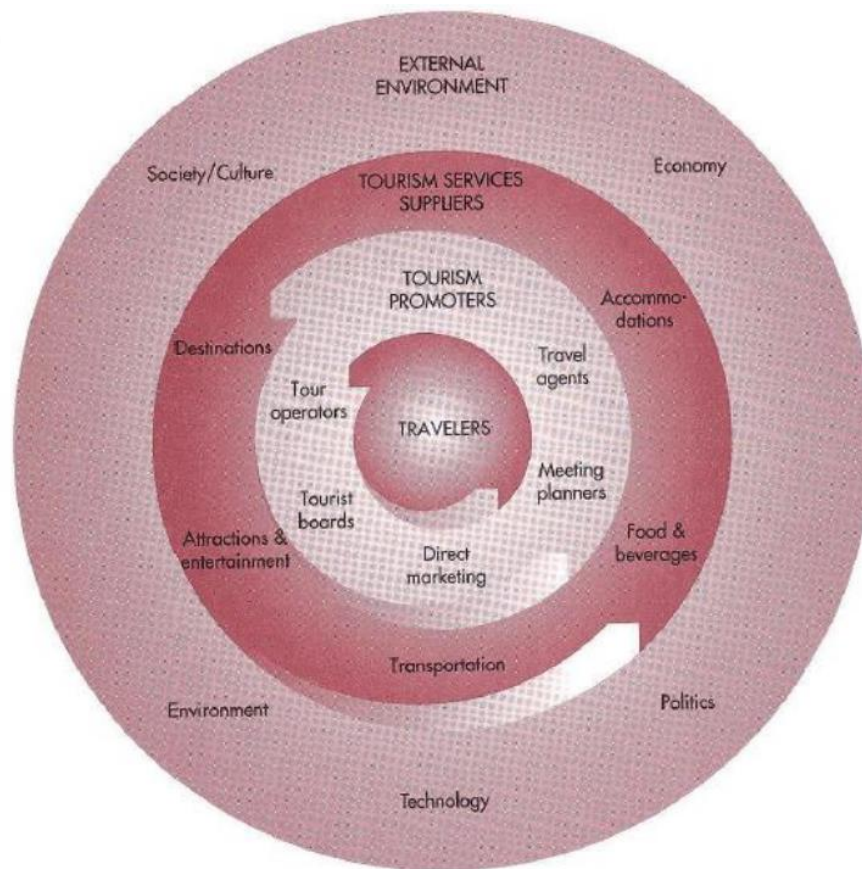 EXTERNAL
ENVIRONMENT
Society/Culture
Economy
TOURISM SERVICES
SUPPLIERS
TOURISM
PROMOTERS
Accommo-
dations
Destinations
Travel
agents
Tour
operators
TRAVELERS
Meeting
planners
Tourist
boards
Attractions &
entertainment
Direct
marketing
Food &
beverages
Transportation
Environment
Politics
Technology